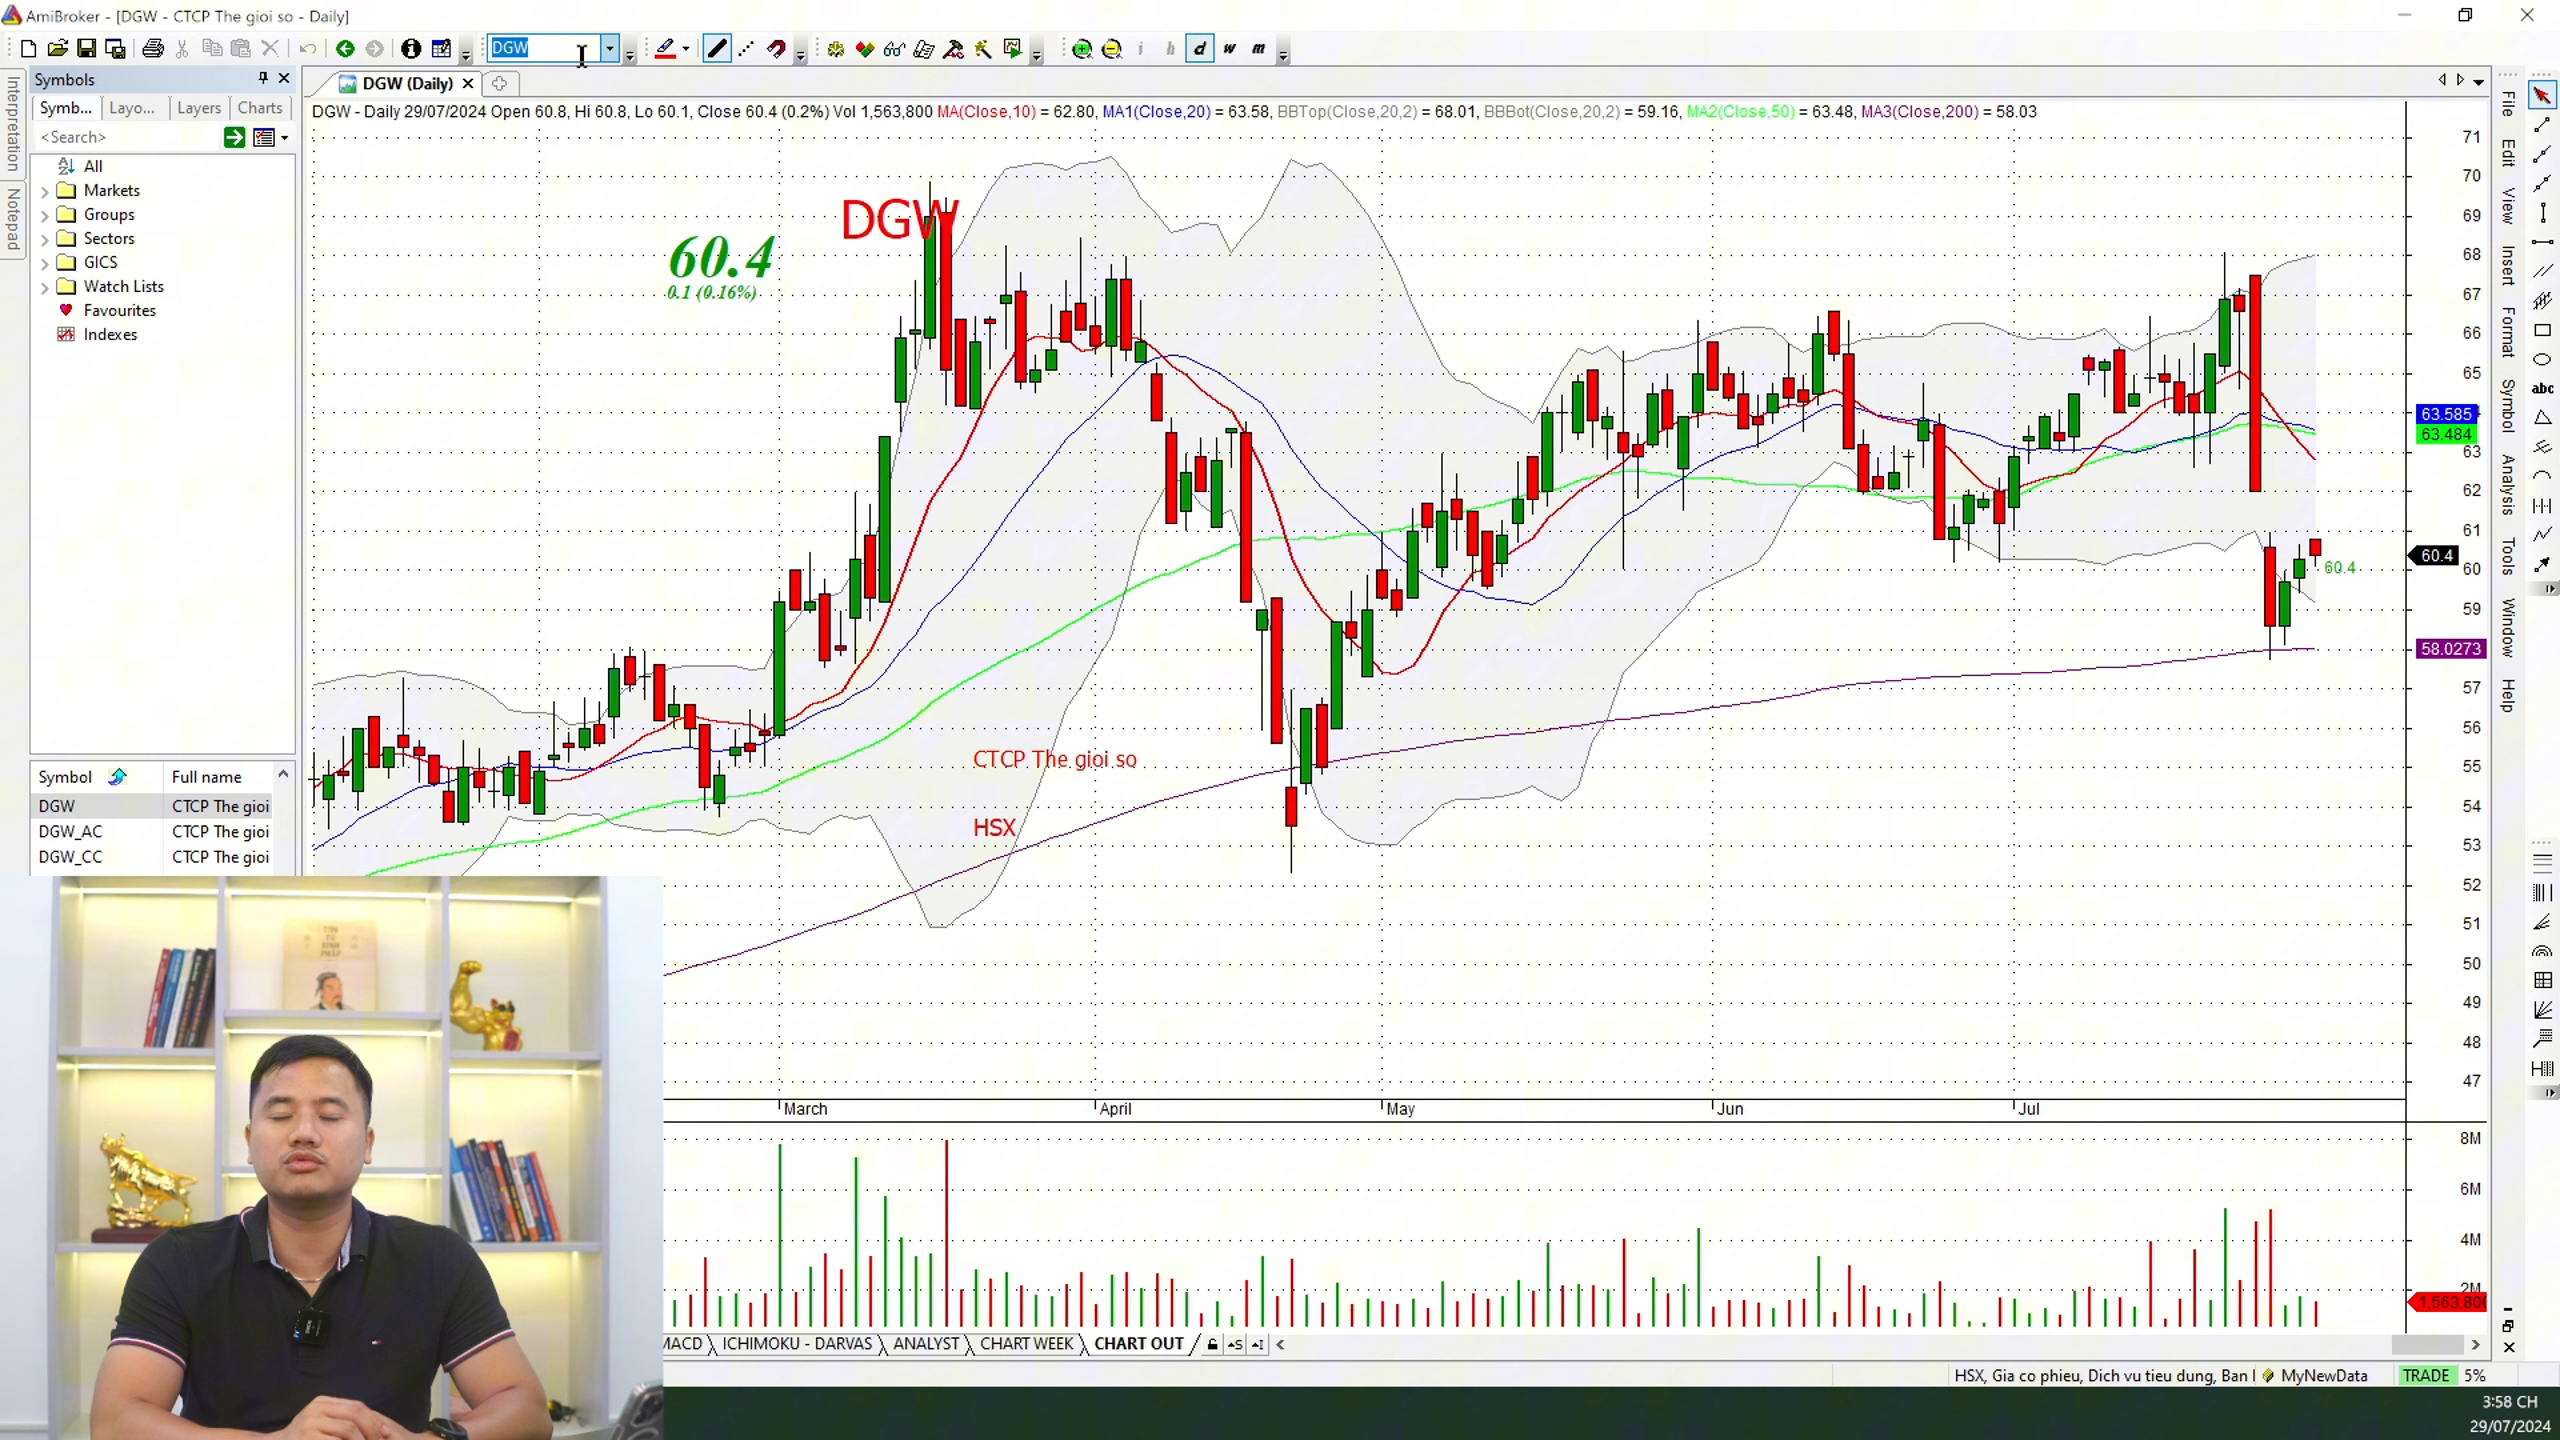 AmiBroker - [DGW - CTCP The gioi so - Daily]
DGW
i h d w m
Symbols
DGW (Daily)
Symb...
Layo...
Layers
Charts
DGW - Daily 29/07/2024 Open 60.8, Hi 60.8, Lo 60.1, Close 60.4 (0.2%) Vol 1,563,800 MA(Close,10) = 62.80, MA1(Close,20) = 63.58, BBTop(Close,20,2) = 68.01, BBBot(Close,20,2) = 59.16, MA2(Close,50) = 63.48, MA3(Close,200) = 58.03
<Search>
All
Markets
Groups
Sectors
GICS
Watch Lists
Favourites
Indexes
Interpretation
Notepad
DGW
60.4
0.1 (0.16%)
CTCP The gioi so
HSX
60.4
71
70
69
68
67
66
65
63.585
63.484
63
62
61
60.4
60
59
58.0273
57
56
55
54
53
52
51
50
49
48
47
File
Edit
View
Insert
Format
Symbol
Analysis
Tools
Window
Help
abc
Symbol
Full name
DGW
CTCP The gioi
DGW_AC
CTCP The gioi
DGW_CC
CTCP The gioi
March
April
May
Jun
Jul
8M
6M
4M
2M
1,563,800
MACD
ICHIMOKU - DARVAS
ANALYST
CHART WEEK
CHART OUT
HSX, Gia co phieu, Dich vu tieu dung, Ban l
MyNewData
TRADE
5%
3:58 CH
29/07/2024